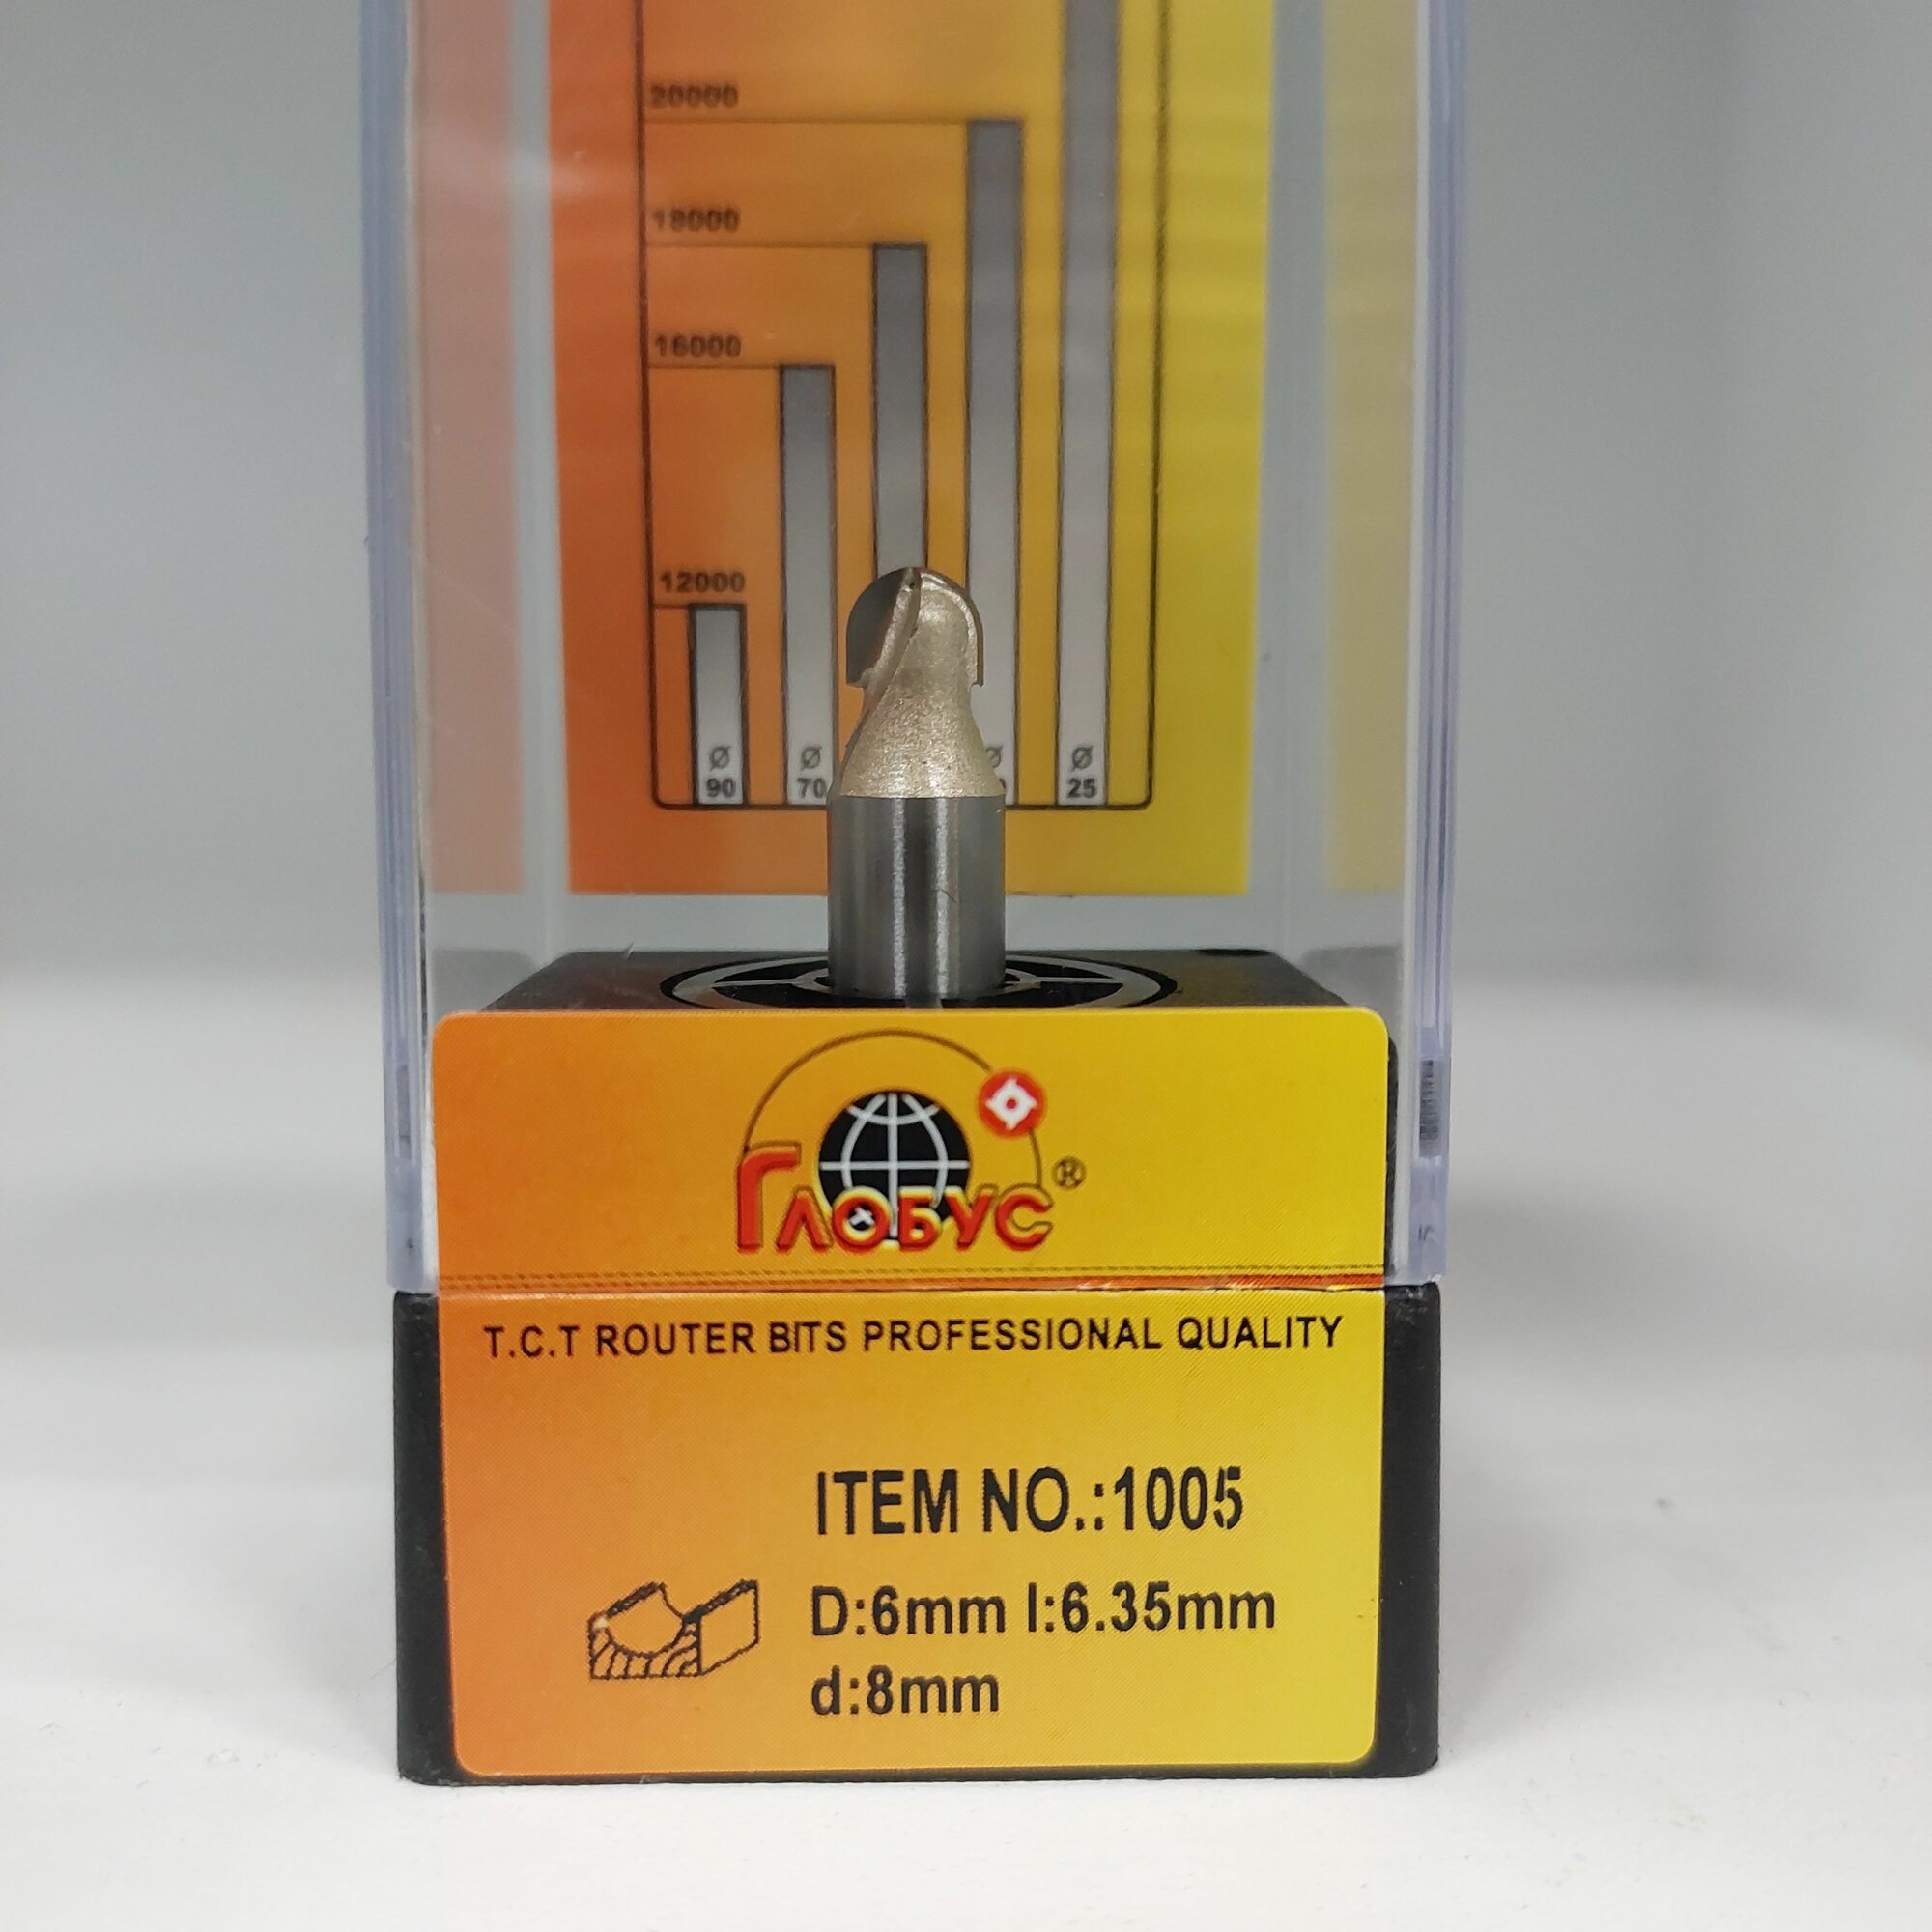 20000
18000
16000
12000
Ø Ø Ø
90 70 25
ГЛОБУС ®
T.C.T ROUTER BITS PROFESSIONAL QUALITY
ITEM NO.:1005
D:6mm l:6.35mm
d:8mm